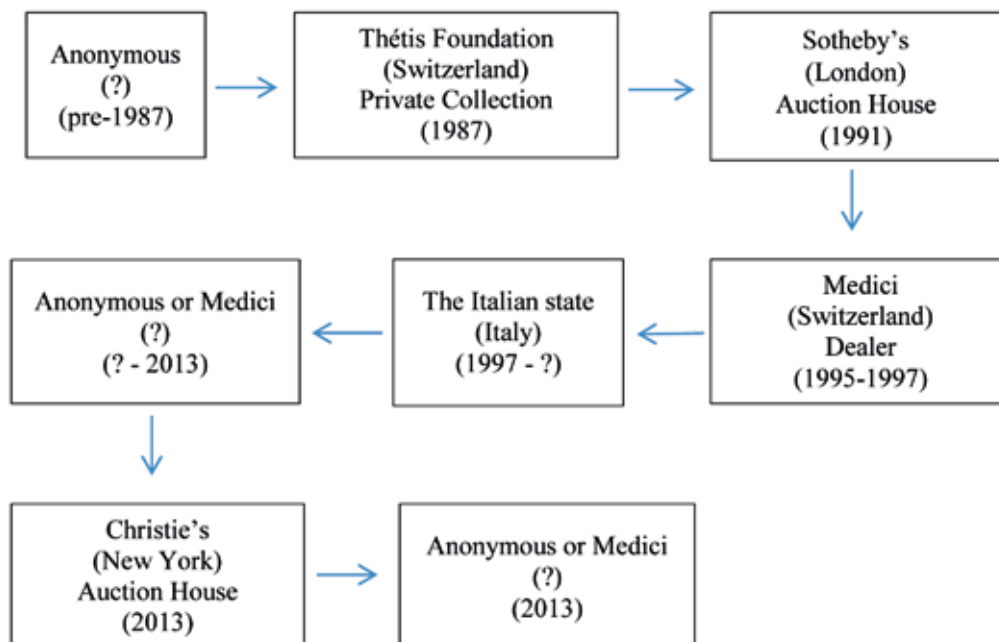 Anonymous
(?)
(pre-1987)
Thétis Foundation
(Switzerland)
Private Collection
(1987)
Sotheby's
(London)
Auction House
(1991)
Medici
(Switzerland)
Dealer
(1995-1997)
The Italian state
(Italy)
(1997 - ?)
Anonymous or Medici
(?)
(? - 2013)
Christie's
(New York)
Auction House
(2013)
Anonymous or Medici
(?)
(2013)